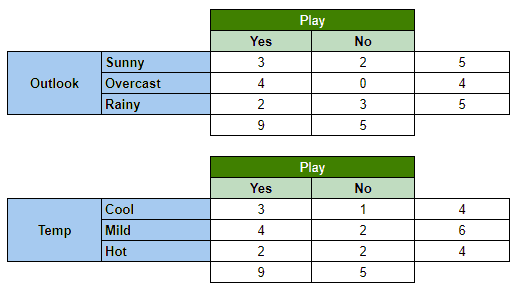 Play
Yes No
Sunny 3 2 5
Outlook Overcast 4 0 4
Rainy 2 3 5
9 5
Play
Yes No
Cool 3 1 4
Temp Mild 4 2 6
Hot 2 2 4
9 5